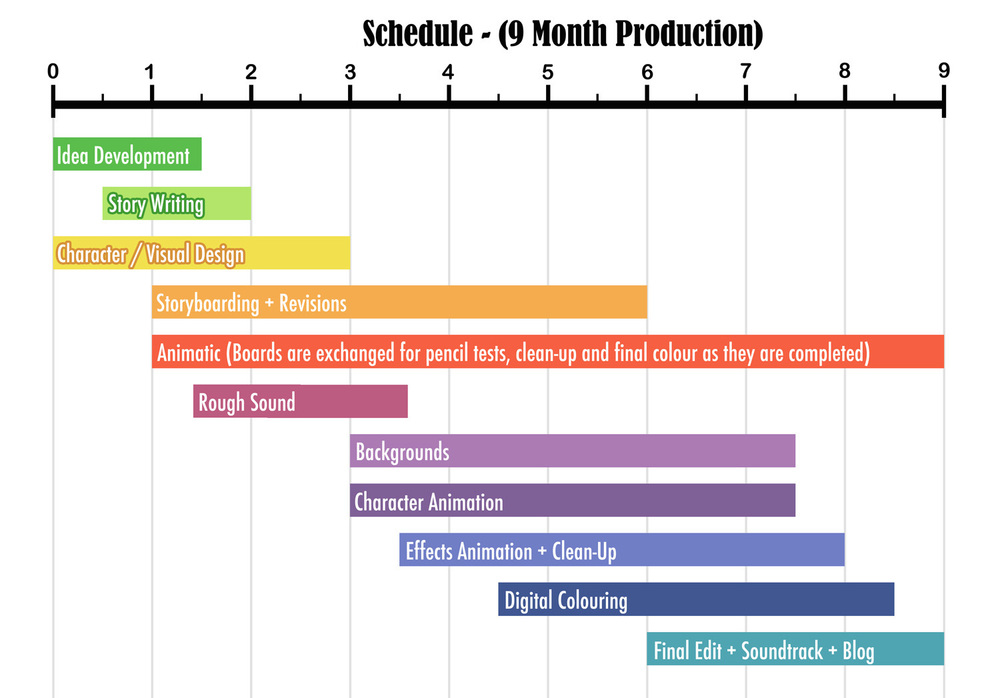 Schedule - (9 Month Production)
0 1 2 3 4 5 6 7 8 9
Idea Development
Story Writing
Character / Visual Design
Storyboarding + Revisions
Animatic (Boards are exchanged for pencil tests, clean-up and final colour as they are completed)
Rough Sound
Backgrounds
Character Animation
Effects Animation + Clean-Up
Digital Colouring
Final Edit + Soundtrack + Blog